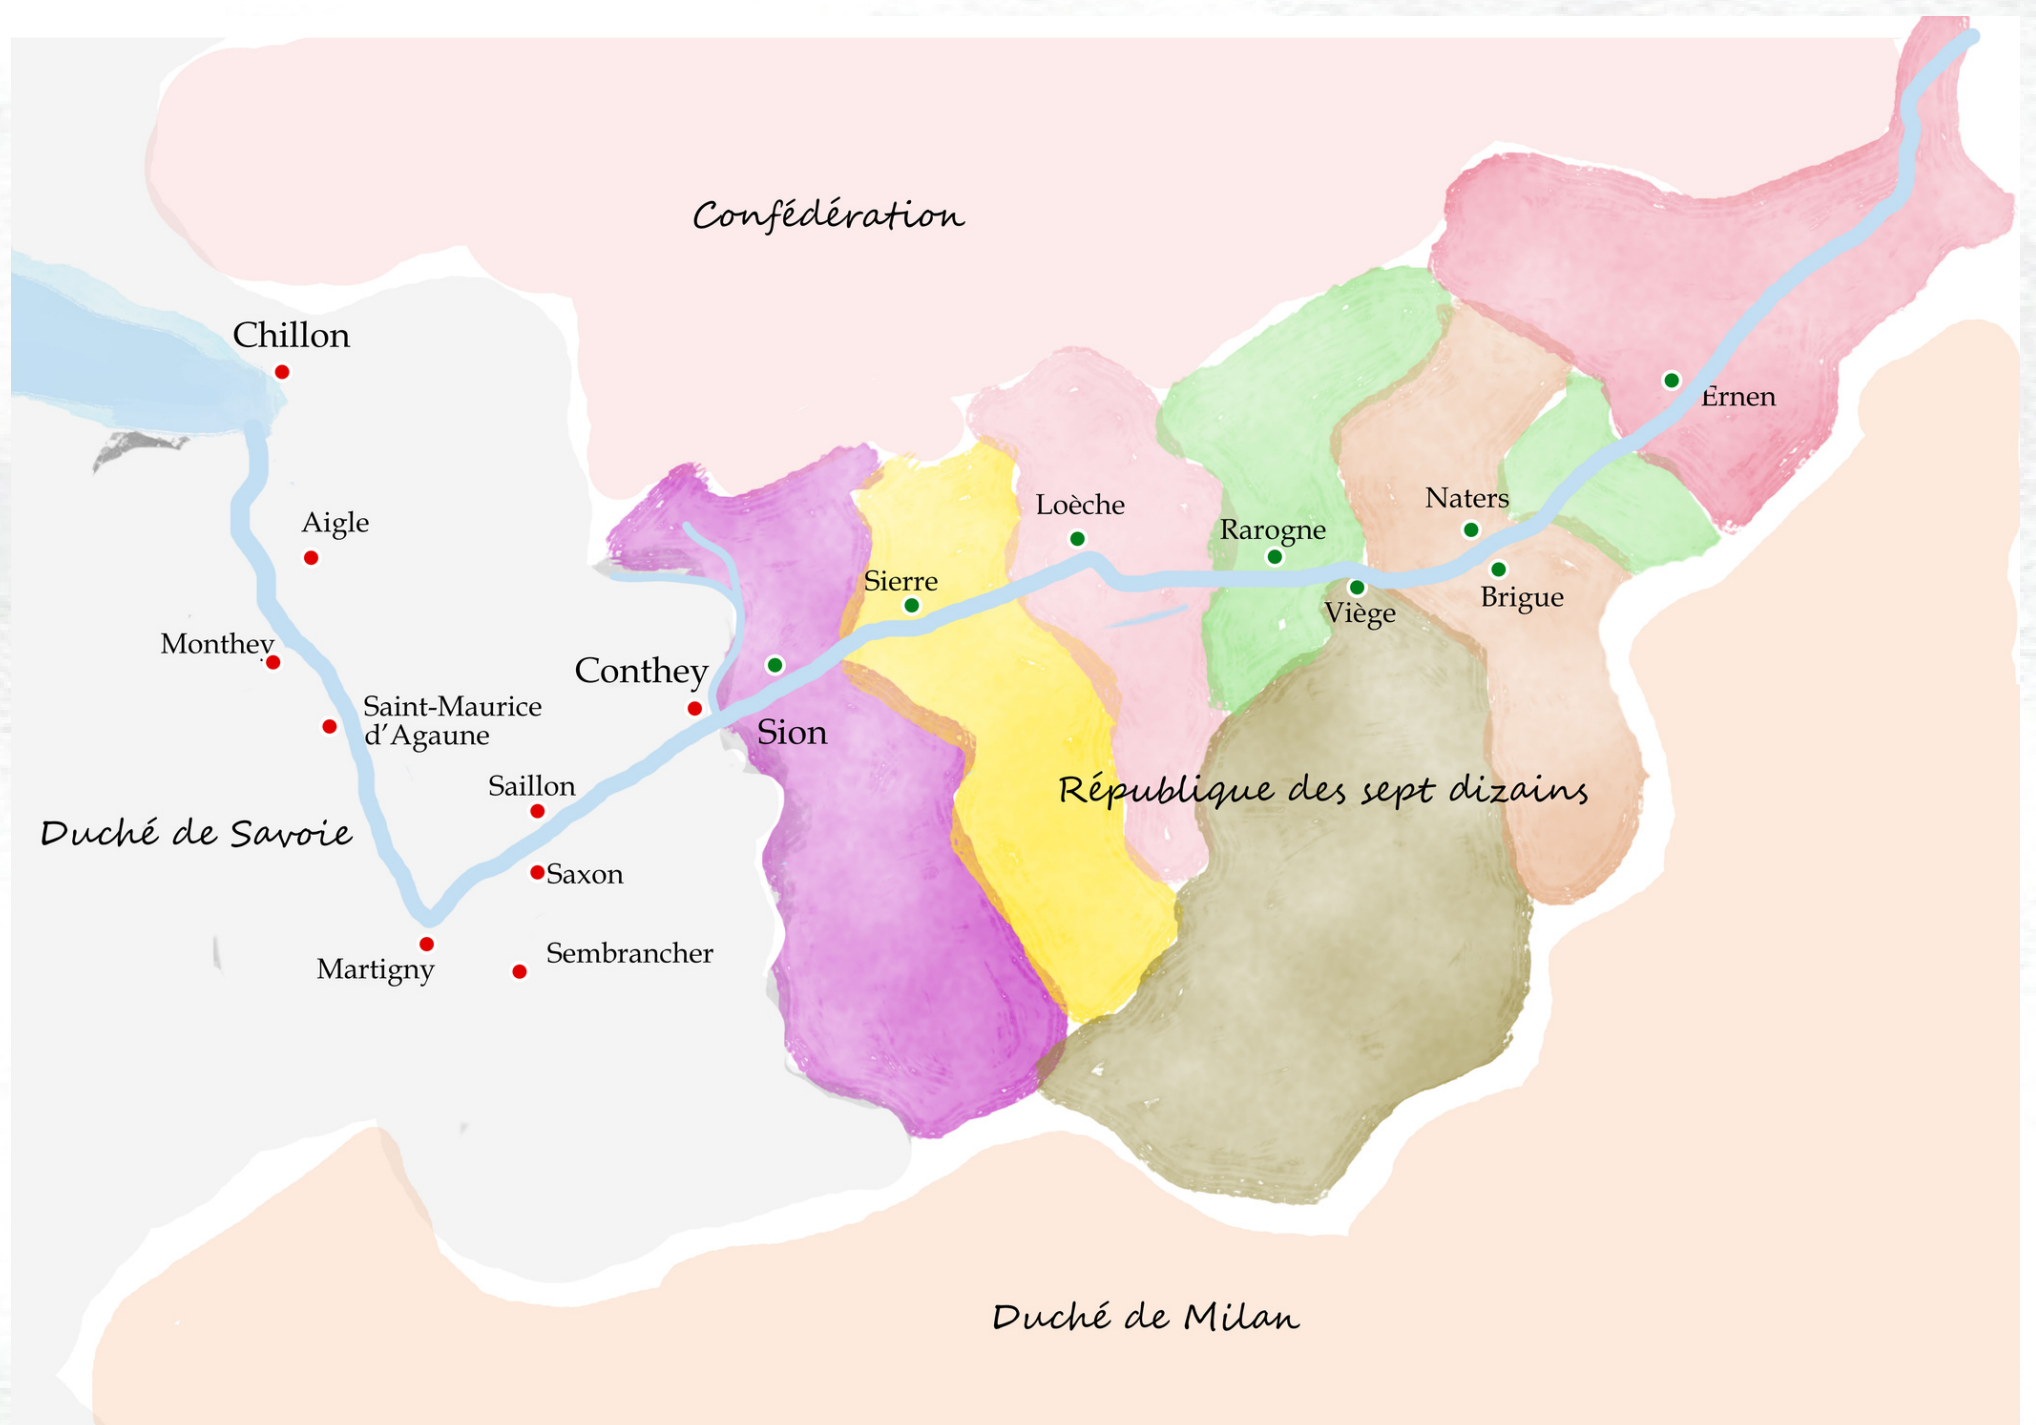 Confédération
Chillon
Ernen
Loèche
Naters
Aigle
Rarogne
Sierre
Brigue
Viège
Monthey
Conthey
Saint-Maurice
d'Agaune
Sion
Saillon
République des sept dizains
Duché de Savoie
Saxon
Sembrancher
Martigny
Duché de Milan